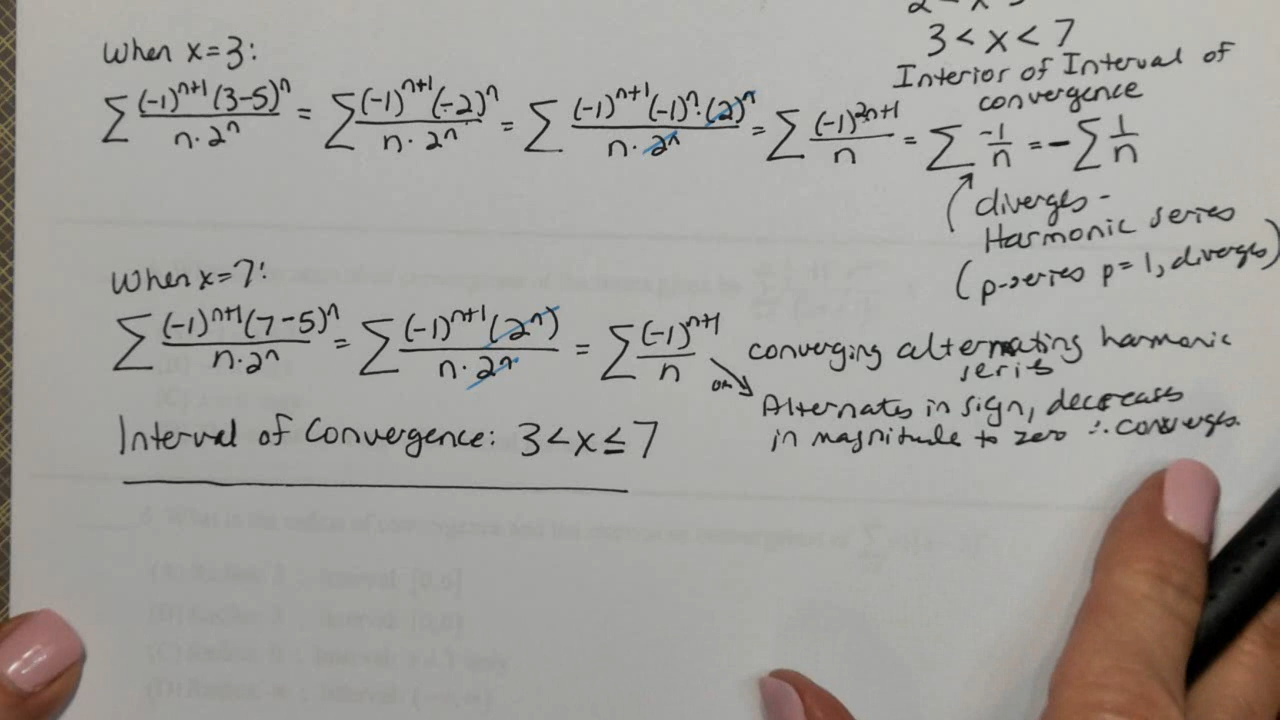 3 < x < 7
Interior of Interval of
convergence
When x=3:
∑ (-1)^{n+1}(3-5)^n / n·2^n = ∑ (-1)^{n+1}(-2)^n / n·2^n = ∑ (-1)^{n+1}(-1)^n·(2)^n / n·2^n = ∑ (-1)^{2n+1} / n = ∑ -1/n = -∑ 1/n
diverges -
Harmonic series
(p-series p=1, diverges)
When x=7:
∑ (-1)^{n+1}(7-5)^n / n·2^n = ∑ (-1)^{n+1}(2^n) / n·2^n = ∑ (-1)^{n+1} / n
converging alternating harmonic
series
or
Alternates in sign, decreases
in magnitude to zero ∴ converges.
Interval of Convergence: 3 < x ≤ 7